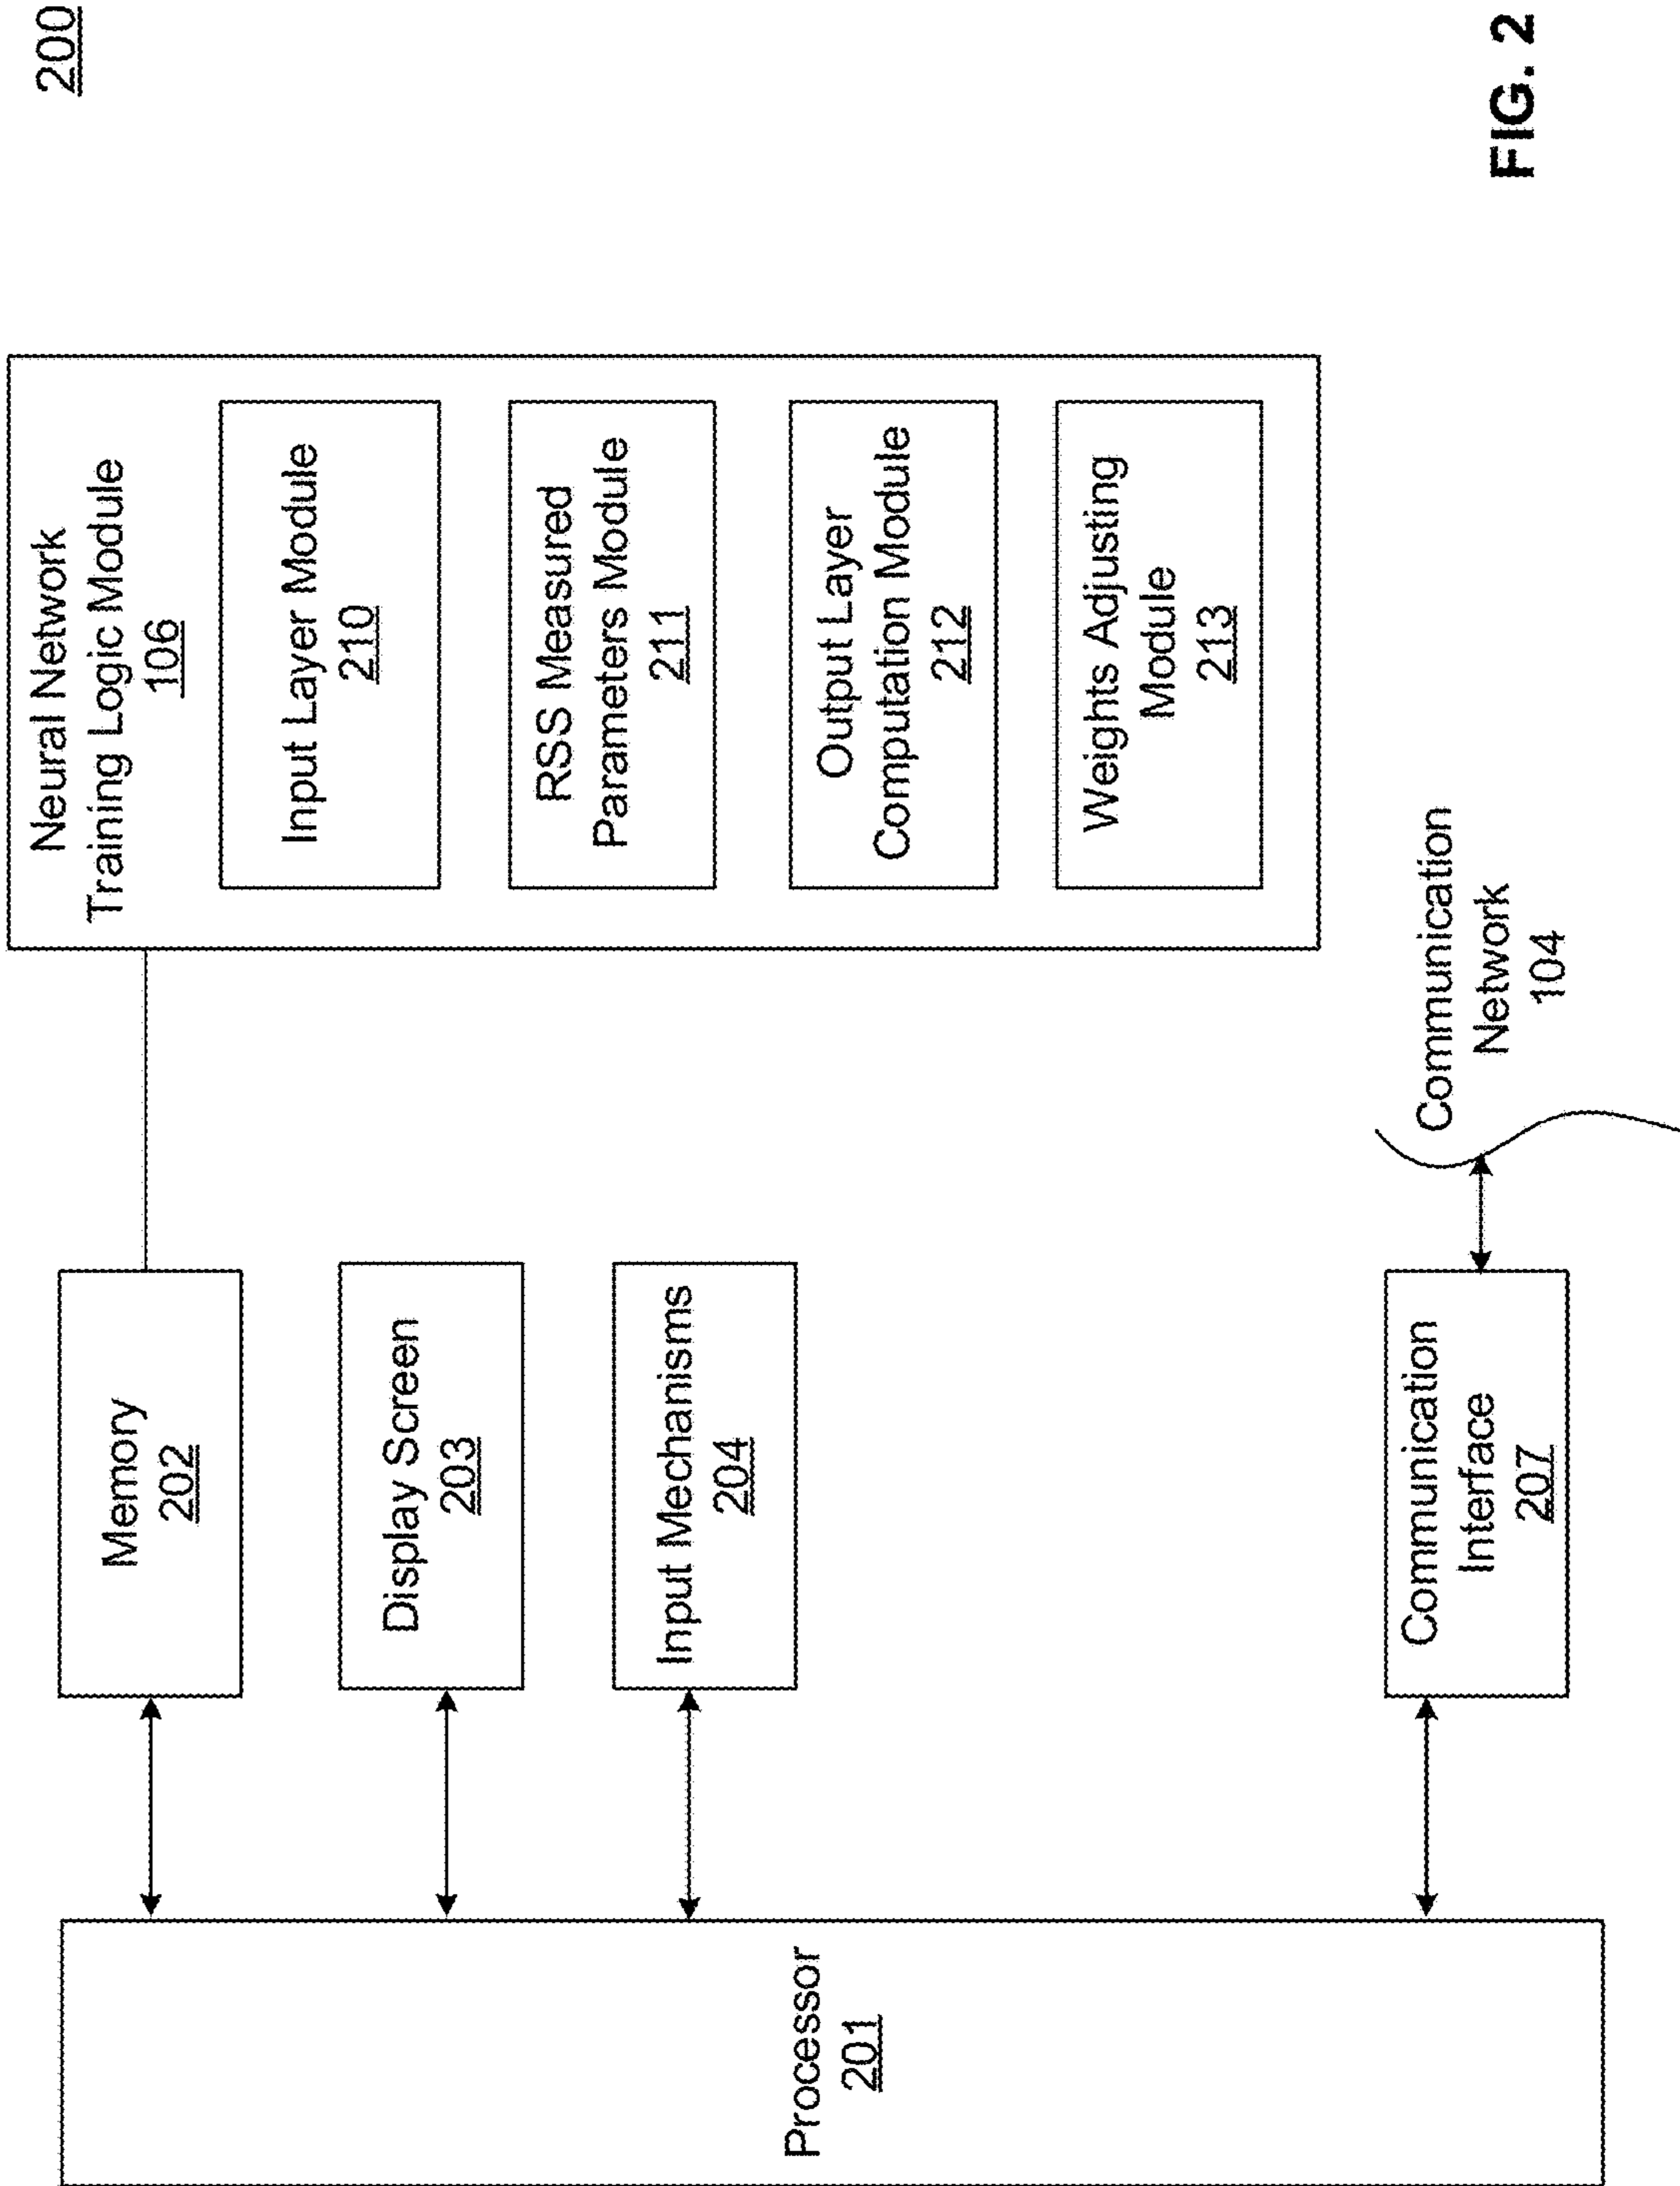 200
Neural Network
Training Logic Module
106
Input Layer Module
210
RSS Measured
Parameters Module
211
Output Layer
Computation Module
212
Weights Adjusting
Module
213
Memory
202
Display Screen
203
Input Mechanisms
204
Communication
Interface
207
Communication
Network
104
Processor
201
FIG. 2